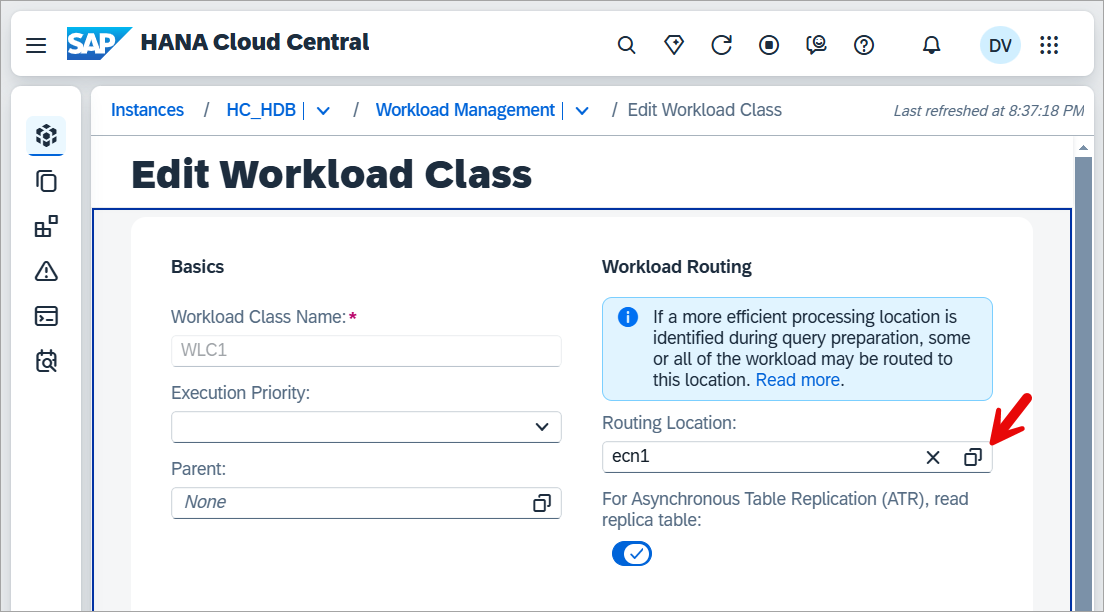 SAP HANA Cloud Central
DV
Instances / HC_HDB | / Workload Management | / Edit Workload Class
Last refreshed at 8:37:18 PM
Edit Workload Class
Basics
Workload Class Name:*
WLC1
Execution Priority:
Parent:
None
Workload Routing
If a more efficient processing location is
identified during query preparation, some
or all of the workload may be routed to
this location. Read more.
Routing Location:
ecn1
For Asynchronous Table Replication (ATR), read
replica table: